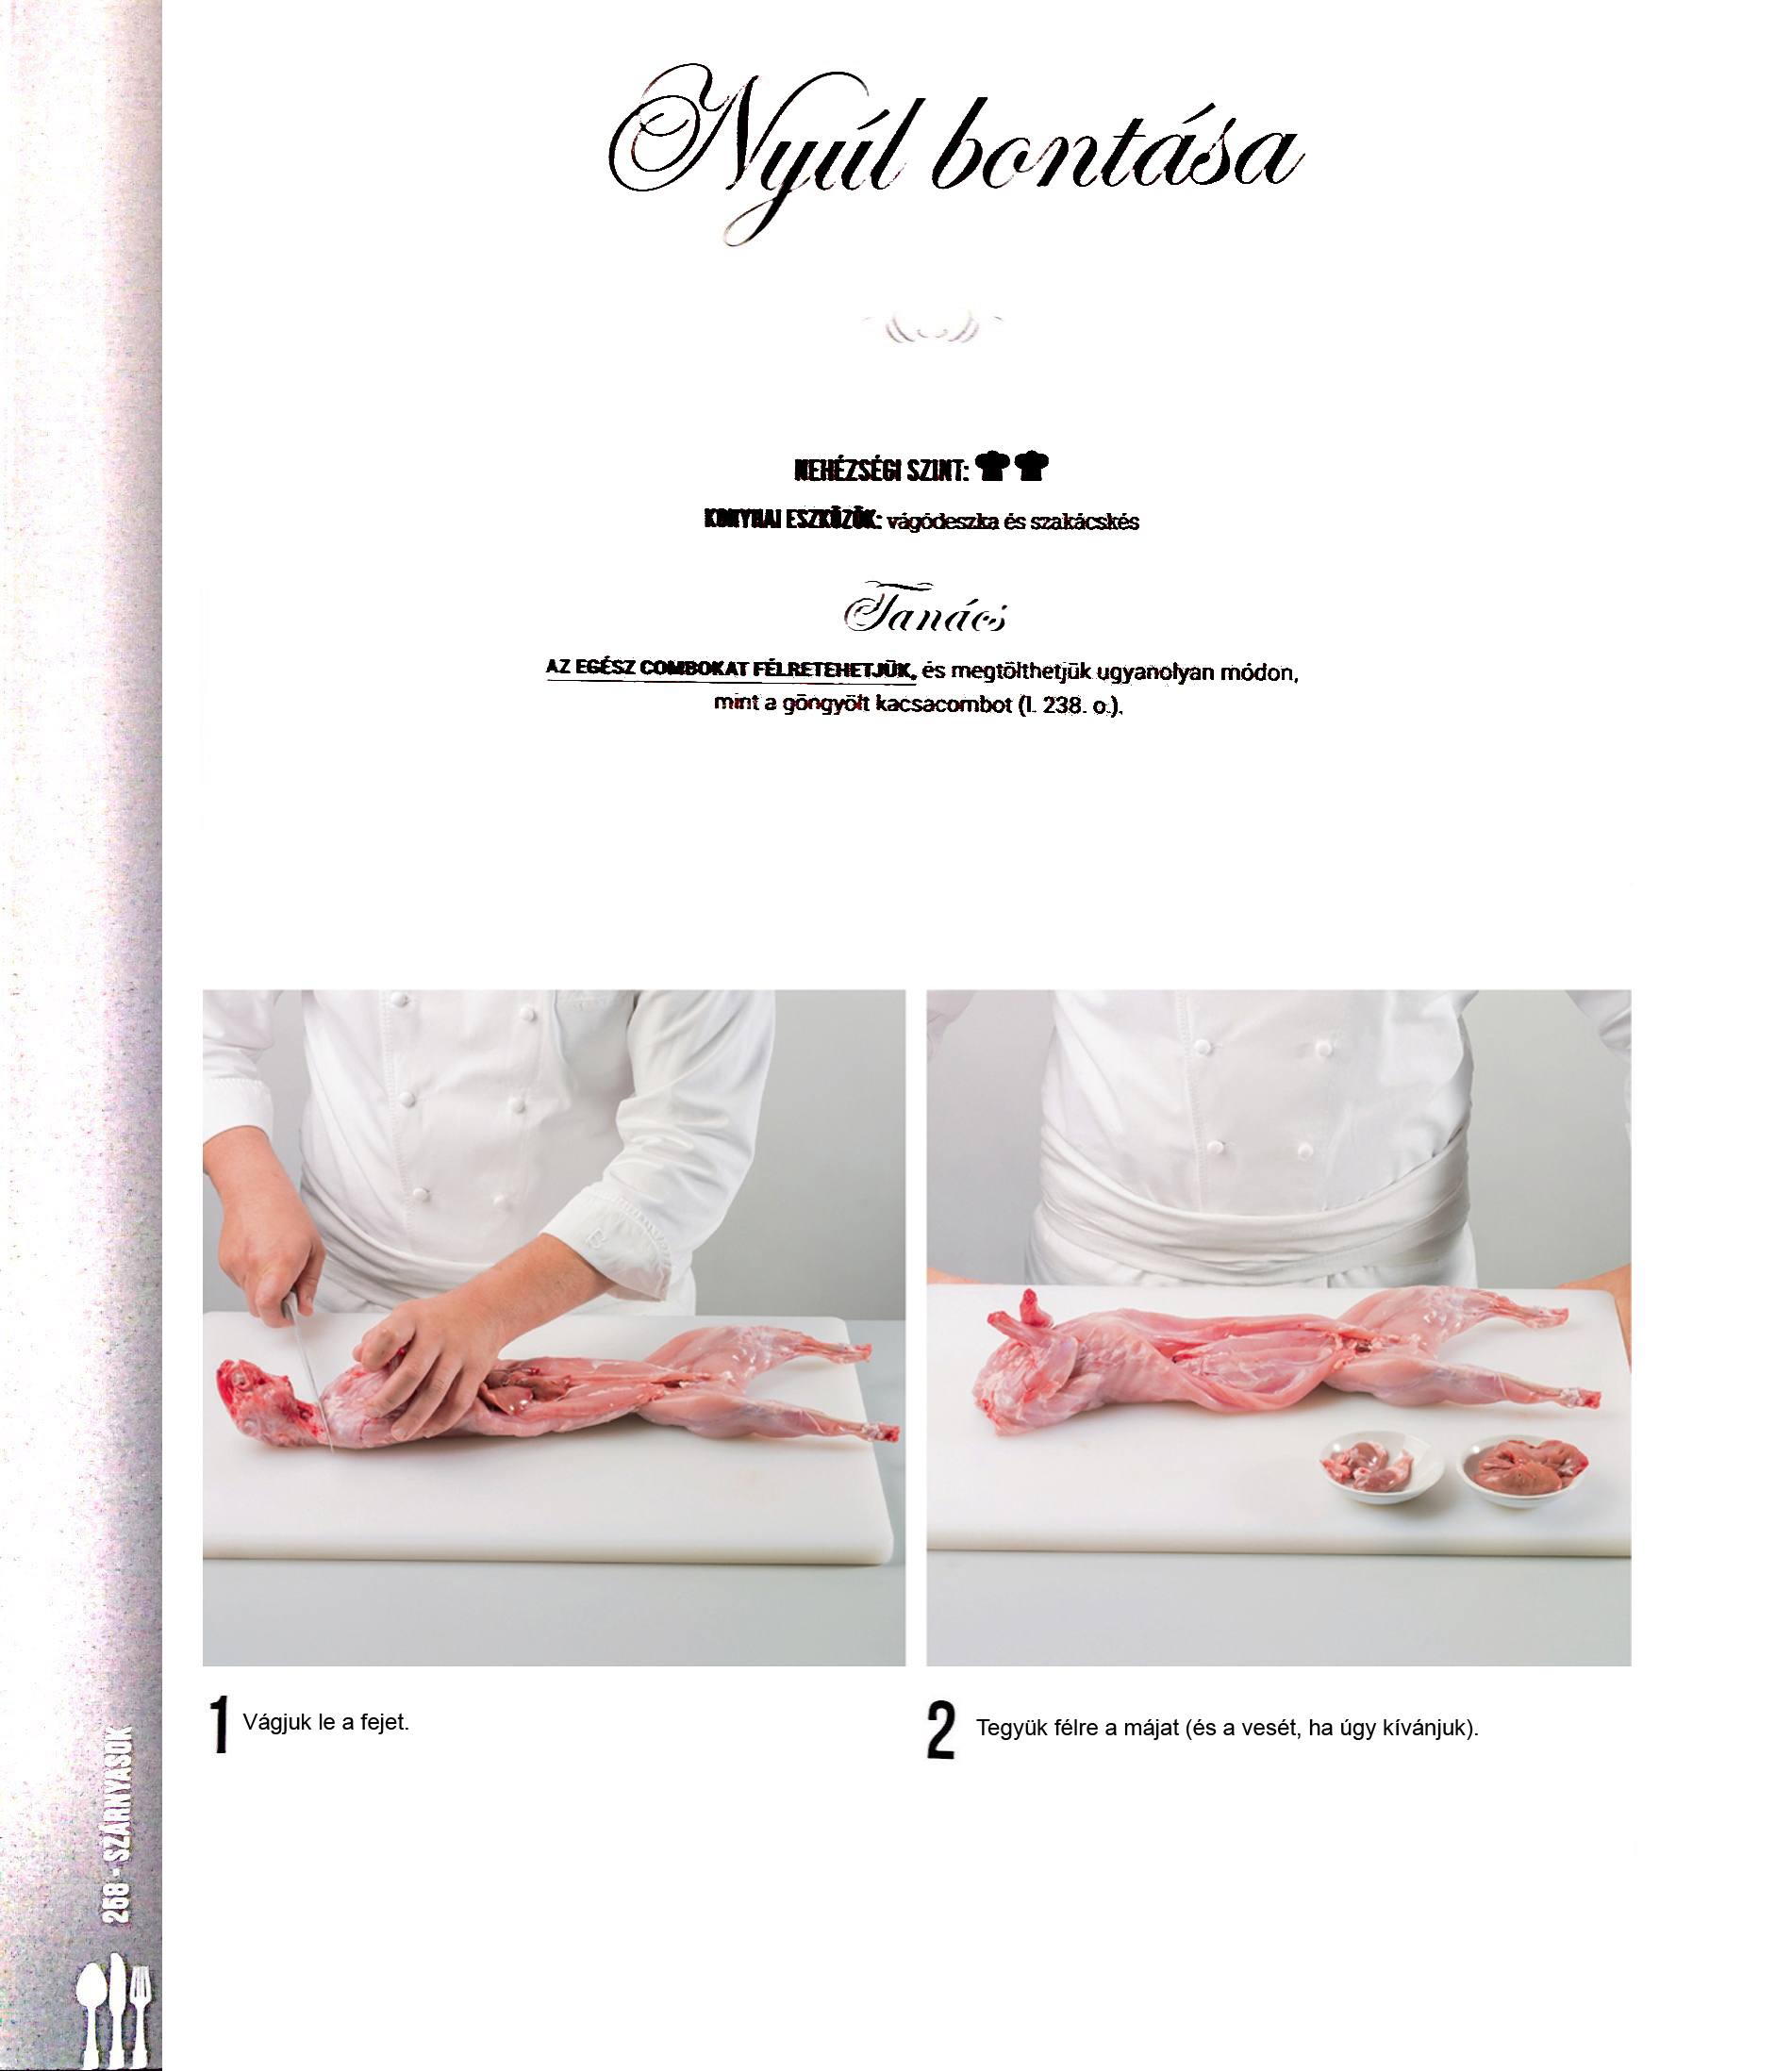 Nyúl bontása
NEHÉZSÉGI SZINT:
KONYHAI ESZKÖZÖK: vágódeszka és szakácskés
Tanács
AZ EGÉSZ COMBOKAT FÉLRETEHETJÜK, és megtölthetjük ugyanolyan módon,
mint a göngyölt kacsacombot (l. 238. o.).
1 Vágjuk le a fejet.
2 Tegyük félre a májat (és a vesét, ha úgy kívánjuk).
268 - SZÁRNYASOK